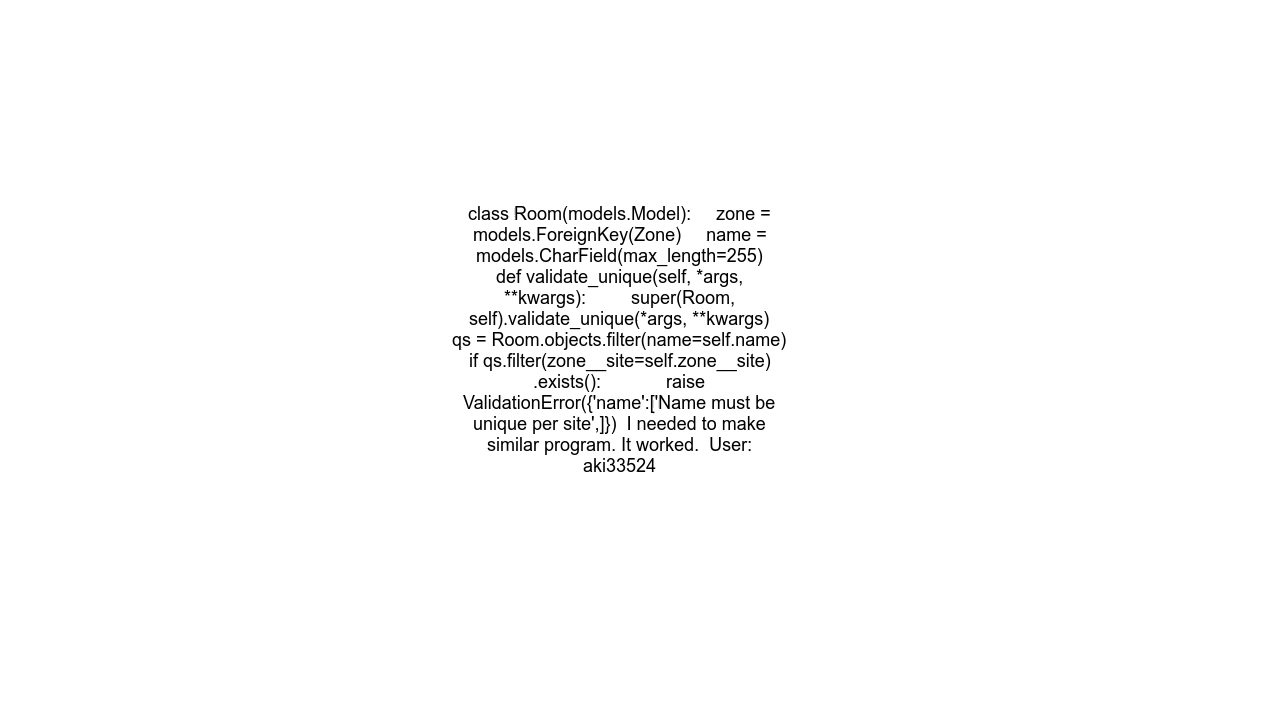 class Room(models.Model):     zone =
models.ForeignKey(Zone)     name =
models.CharField(max_length=255)
def validate_unique(self, *args,
**kwargs):         super(Room,
self).validate_unique(*args, **kwargs)
qs = Room.objects.filter(name=self.name)
if qs.filter(zone__site=self.zone__site)
.exists():             raise
ValidationError({'name':['Name must be
unique per site',]})  I needed to make
similar program. It worked.  User:
aki33524